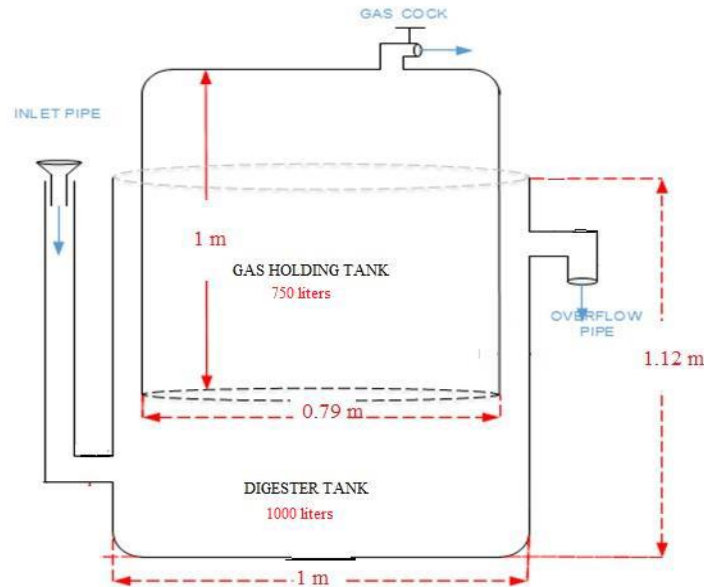 GAS COCK
INLET PIPE
1 m
GAS HOLDING TANK
750 liters
OVERFLOW
PIPE
1.12 m
0.79 m
DIGESTER TANK
1000 liters
1 m